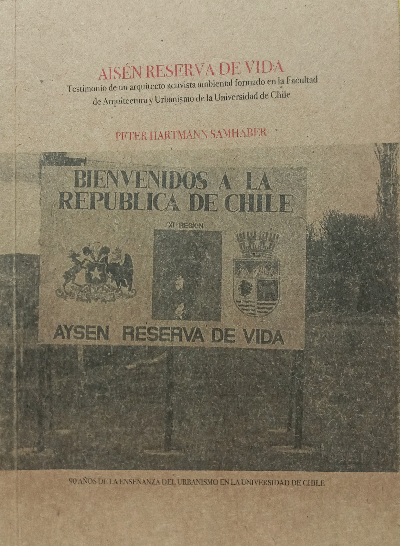 AISÉN RESERVA DE VIDA
Testimonio de un arquitecto activista ambiental formado en la Facultad
de Arquitectura y Urbanismo de la Universidad de Chile
PETER HARTMANN SAMHABER
BIENVENIDOS A LA
REPUBLICA DE CHILE
XI REGION
AYSEN RESERVA DE VIDA
90 AÑOS DE LA ENSEÑANZA DEL URBANISMO EN LA UNIVERSIDAD DE CHILE